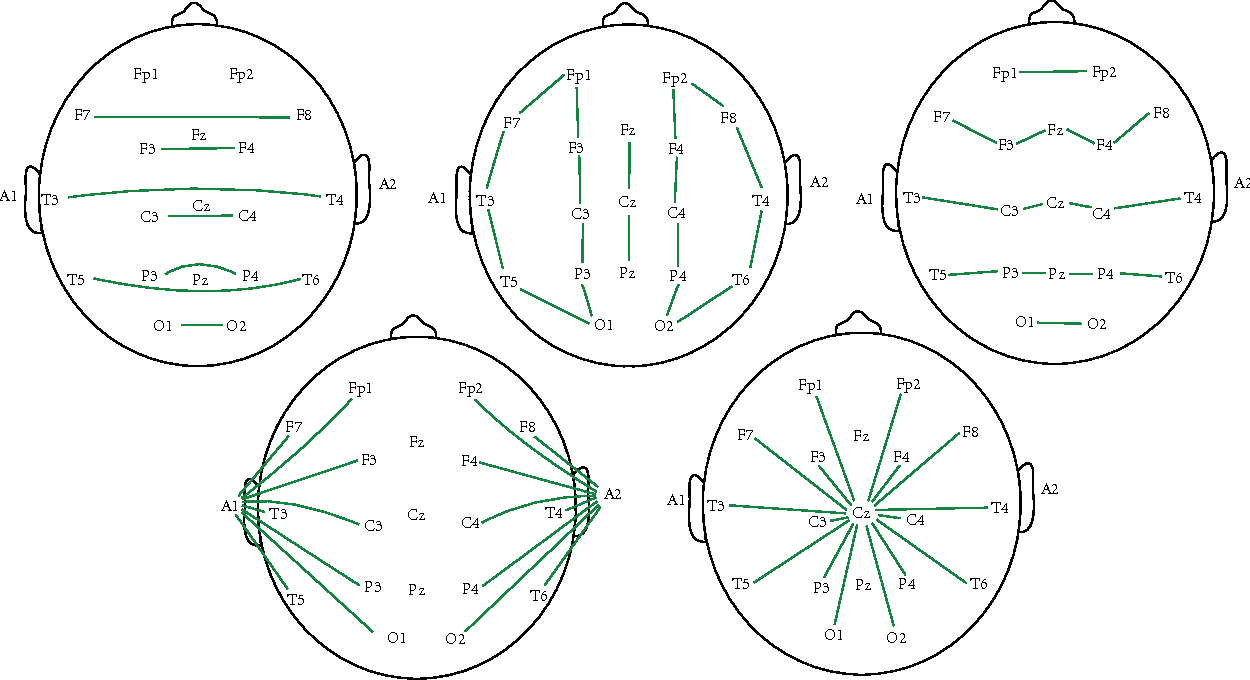 Fp1 Fp2
F7 F8
Fz
F3 F4
A1 T3 T4 A2
Cz
C3 C4
T5 P3 Pz P4 T6
O1 O2
Fp1 Fp2
F7 F8
Fz
F3 F4
A1 T3 Cz T4 A2
C3 C4
T5 P3 Pz P4 T6
O1 O2
Fp1 Fp2
F7 F8
F3 Fz F4
A1 T3 T4 A2
C3 Cz C4
T5 P3 Pz P4 T6
O1 O2
Fp1 Fp2
F7 F8
Fz
F3 F4
A1 T3 Cz T4 A2
C3 C4
T5 P3 Pz P4 T6
O1 O2
Fp1 Fp2
F7 Fz F8
F3 F4
A1 T3 T4 A2
C3 Cz C4
T5 P3 Pz P4 T6
O1 O2